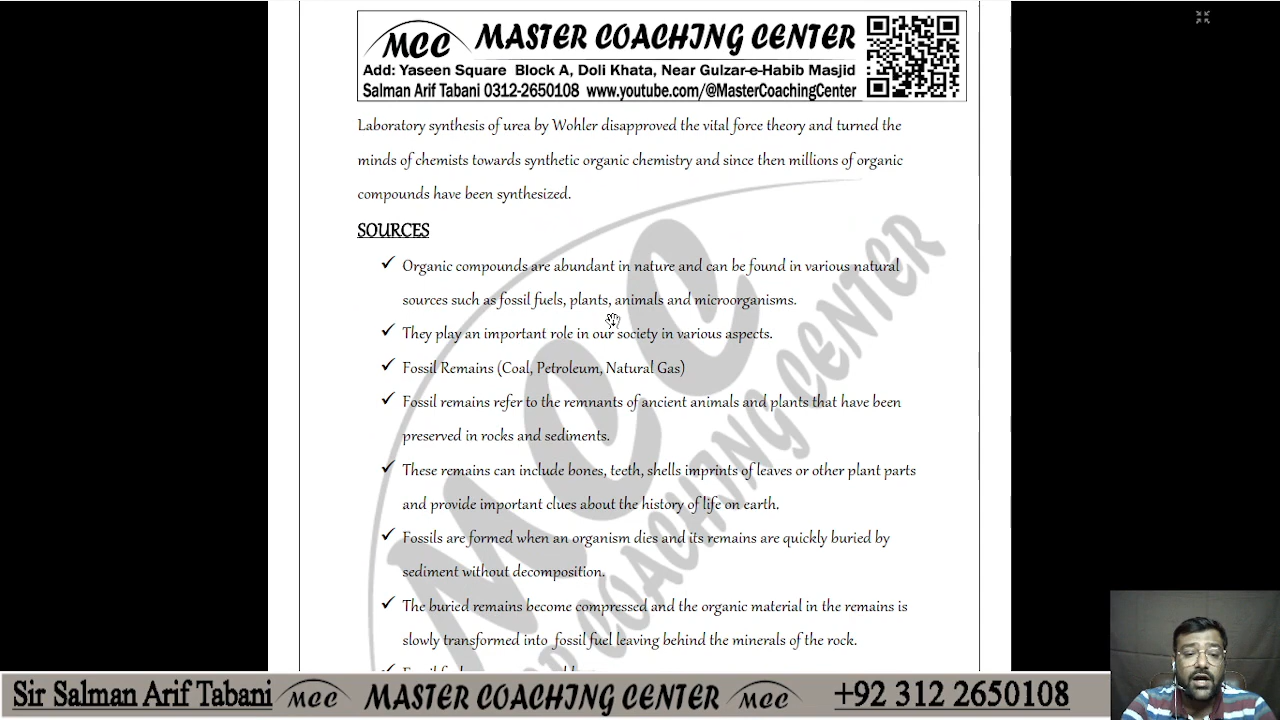 MCC MASTER COACHING CENTER
Add: Yaseen Square Block A, Doli Khata, Near Gulzar-e-Habib Masjid
Salman Arif Tabani 0312-2650108 www.youtube.com/@MasterCoachingCenter
Laboratory synthesis of urea by Wohler disapproved the vital force theory and turned the
minds of chemists towards synthetic organic chemistry and since then millions of organic
compounds have been synthesized.
SOURCES
✓ Organic compounds are abundant in nature and can be found in various natural
sources such as fossil fuels, plants, animals and microorganisms.
✓ They play an important role in our society in various aspects.
✓ Fossil Remains (Coal, Petroleum, Natural Gas)
✓ Fossil remains refer to the remnants of ancient animals and plants that have been
preserved in rocks and sediments.
✓ These remains can include bones, teeth, shells imprints of leaves or other plant parts
and provide important clues about the history of life on earth.
✓ Fossils are formed when an organism dies and its remains are quickly buried by
sediment without decomposition.
✓ The buried remains become compressed and the organic material in the remains is
slowly transformed into fossil fuel leaving behind the minerals of the rock.
MCC
COACHING CENTER
Sir Salman Arif Tabani MCC MASTER COACHING CENTER MCC +92 312 2650108